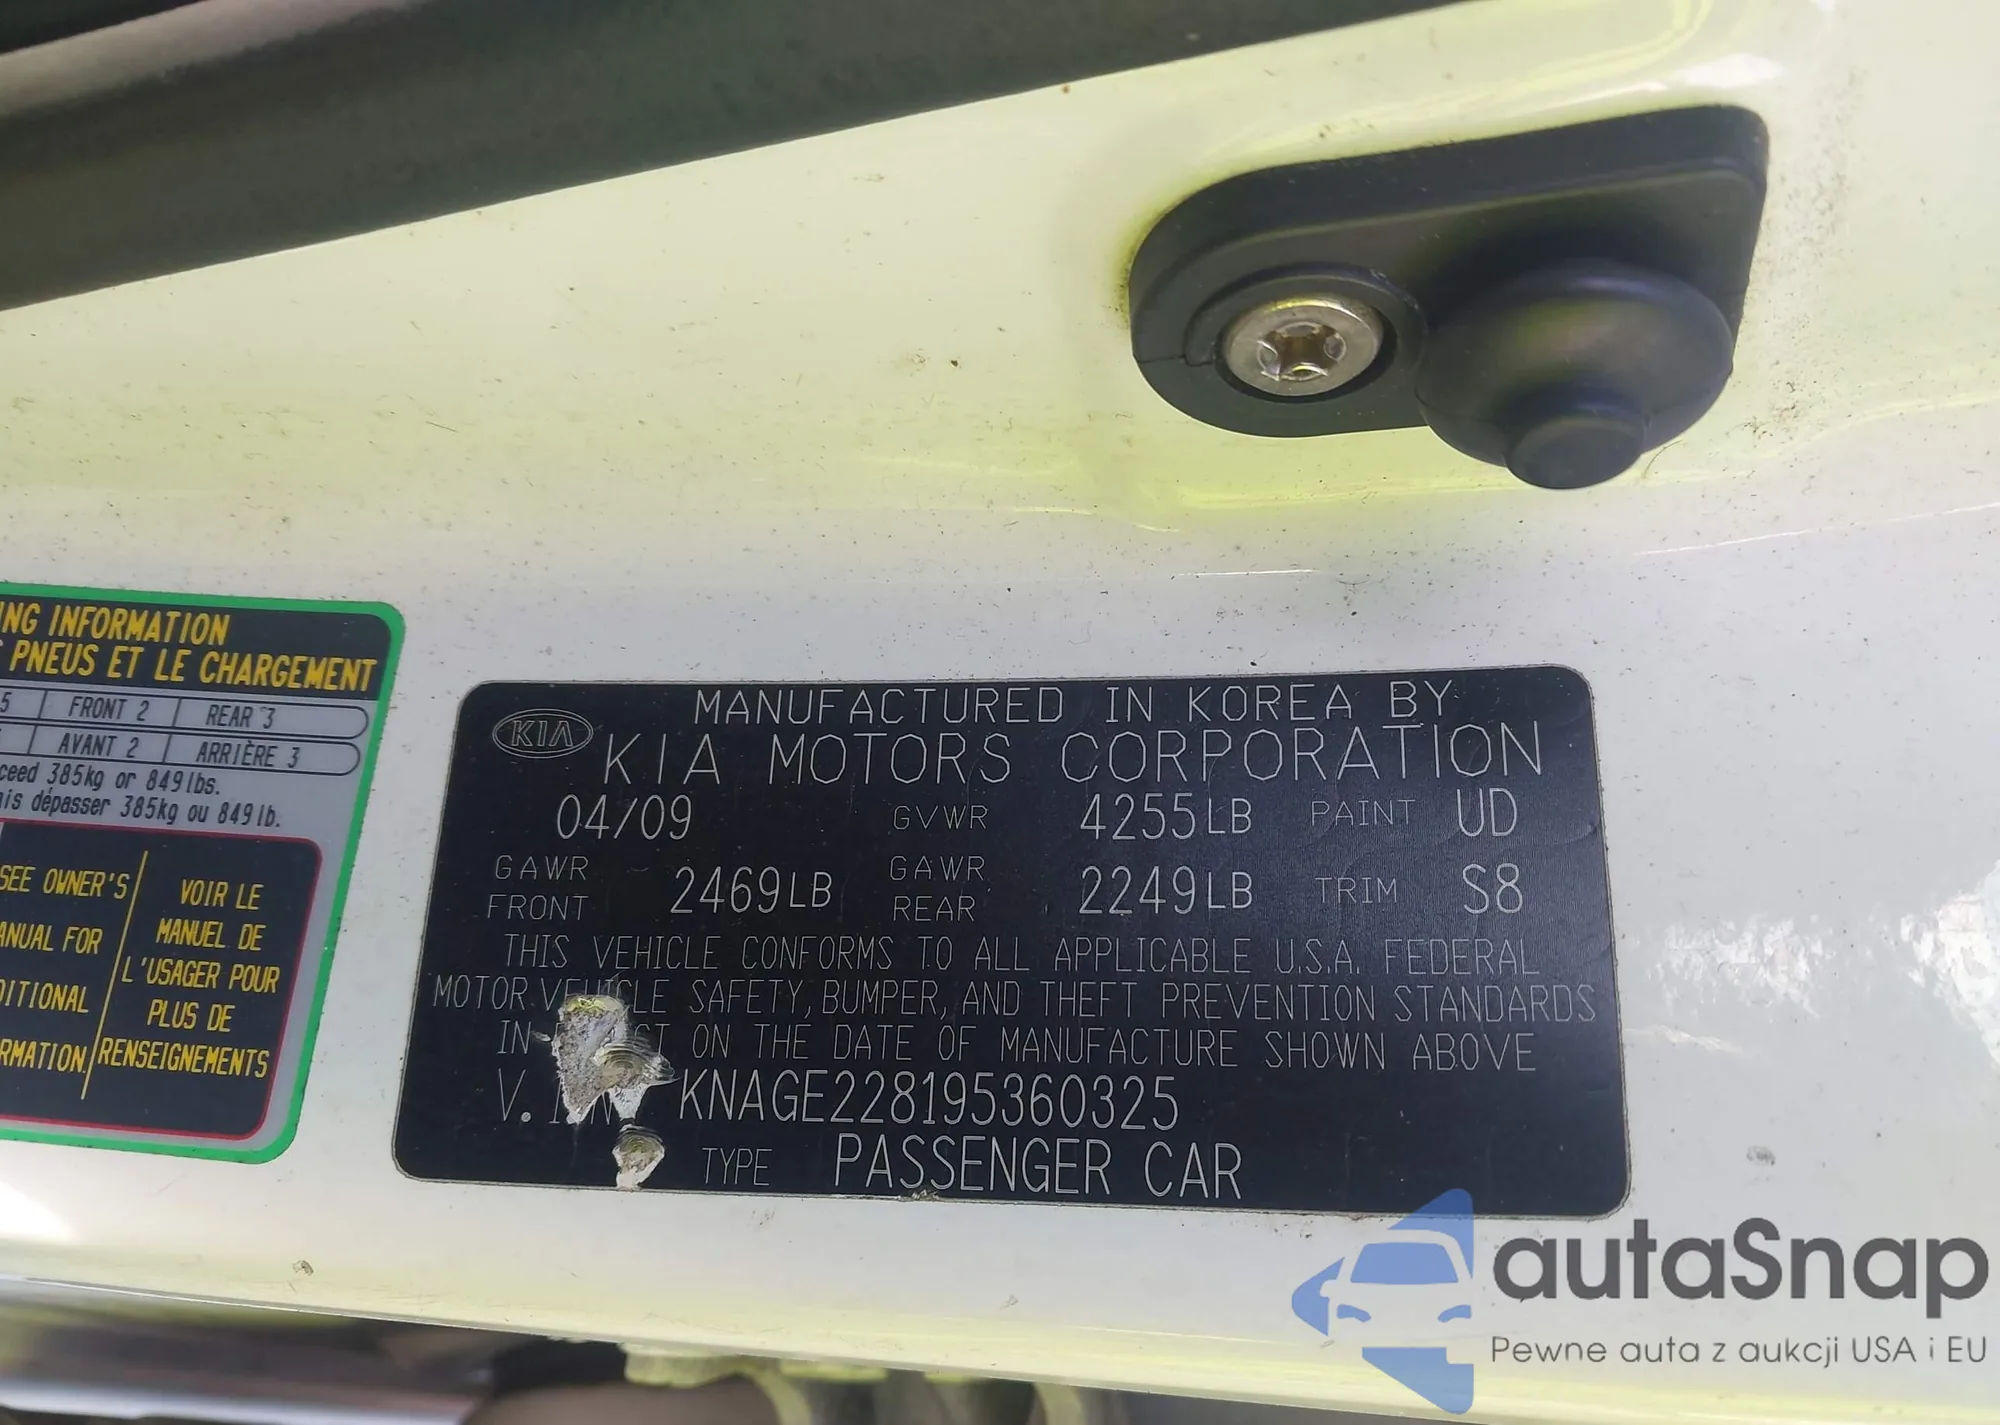 ING INFORMATION
PNEUS ET LE CHARGEMENT
5 FRONT 2 REAR 3
AVANT 2 ARRIÈRE 3
ceed 385kg or 849lbs.
ais dépasser 385kg ou 849lb.
SEE OWNER'S
ANUAL FOR
DITIONAL
RMATION
VOIR LE
MANUEL DE
L'USAGER POUR
PLUS DE
RENSEIGNEMENTS
KIA
MANUFACTURED IN KOREA BY
KIA MOTORS CORPORATION
04/09 GVWR 4255LB PAINT UD
GAWR FRONT 2469LB GAWR REAR 2249LB TRIM S8
THIS VEHICLE CONFORMS TO ALL APPLICABLE U.S.A. FEDERAL
MOTOR VEHICLE SAFETY, BUMPER, AND THEFT PREVENTION STANDARDS
IN ON THE DATE OF MANUFACTURE SHOWN ABOVE
KNAGE228195360325
TYPE PASSENGER CAR
autaSnap
Pewne auta z aukcji USA i EU